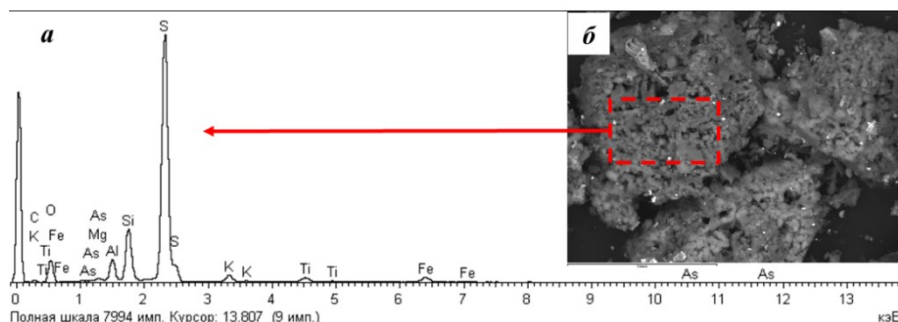 а
б
S
C
O
K
Fe
Ti
Ti
Fe
As
Mg
As
As
Al
Si
S
K
K
Ti
Ti
Fe
Fe
As
As
0 1 2 3 4 5 6 7 8 9 10 11 12 13
Полная шкала 7994 имп. Курсор: 13.807 (9 имп.) кэВ